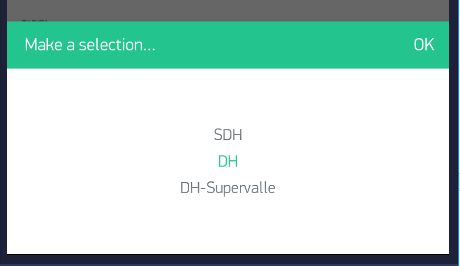 Make a selection... OK
SDH
DH
DH-Supervalle